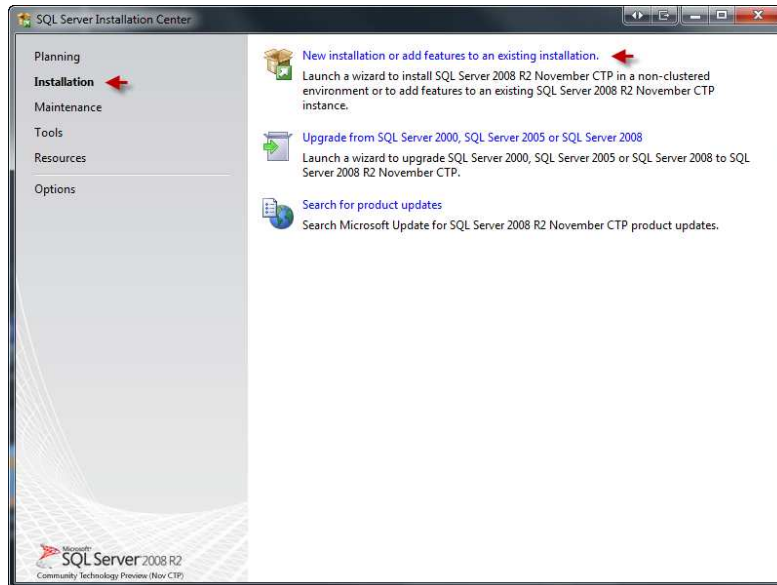 SQL Server Installation Center
Planning
Installation
Maintenance
Tools
Resources
Options
New installation or add features to an existing installation.
Launch a wizard to install SQL Server 2008 R2 November CTP in a non-clustered
environment or to add features to an existing SQL Server 2008 R2 November CTP
instance.
Upgrade from SQL Server 2000, SQL Server 2005 or SQL Server 2008
Launch a wizard to upgrade SQL Server 2000, SQL Server 2005 or SQL Server 2008 to SQL
Server 2008 R2 November CTP.
Search for product updates
Search Microsoft Update for SQL Server 2008 R2 November CTP product updates.
Microsoft
SQL Server 2008 R2
Community Technology Preview (Nov CTP)